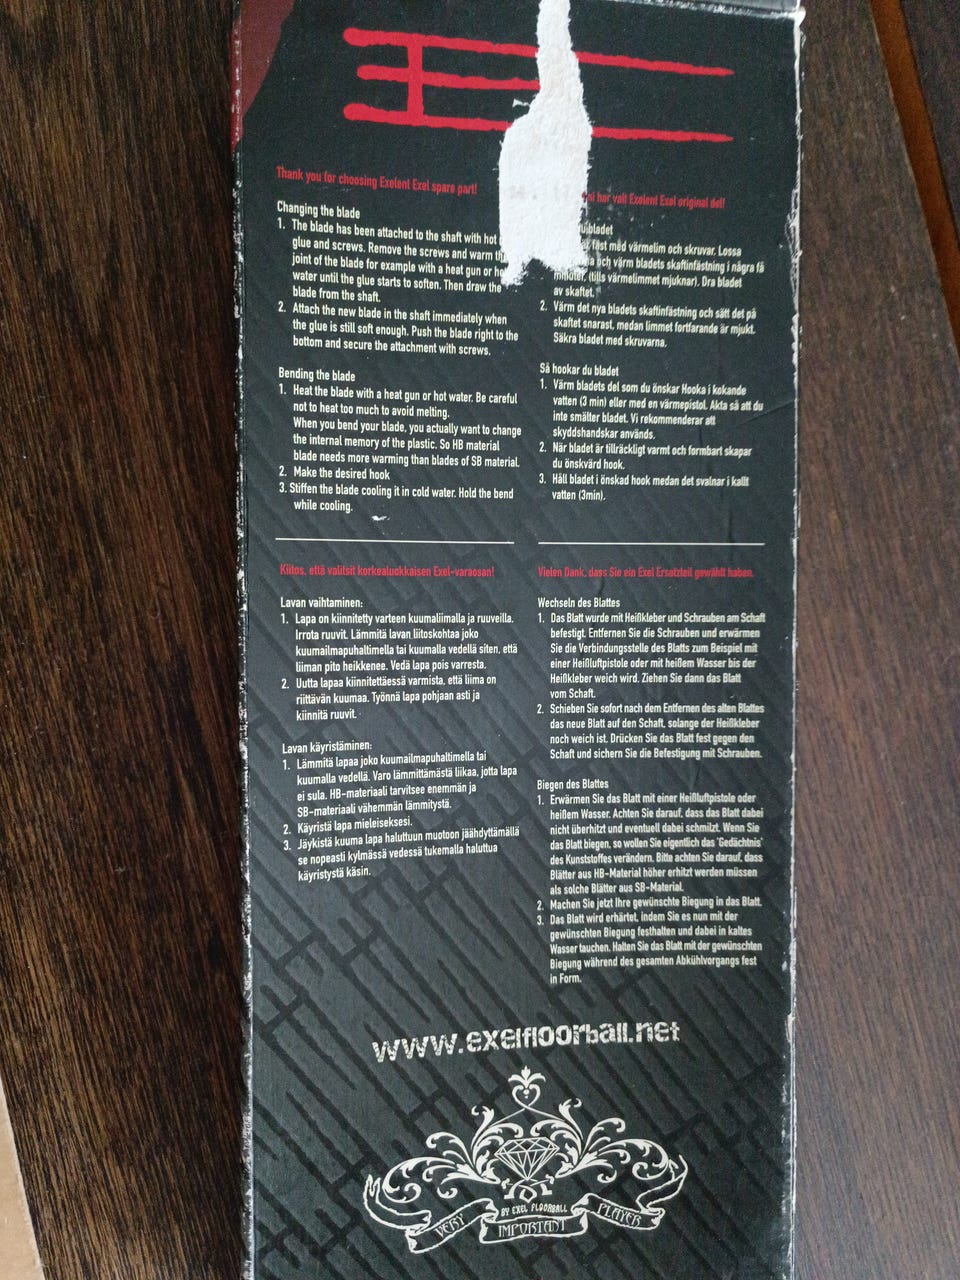 Thank you for choosing Exelent Exel spare part!
Changing the blade
1. The blade has been attached to the shaft with hot
glue and screws. Remove the screws and warm
joint of the blade for example with a heat gun or
water until the glue starts to soften. Then draw the
blade from the shaft.
2. Attach the new blade in the shaft immediately when
the glue is still soft enough. Push the blade right to the
bottom and secure the attachment with screws.
Bending the blade
1. Heat the blade with a heat gun or hot water. Be careful
not to heat too much to avoid melting.
When you bend your blade, you actually want to change
the internal memory of the plastic. So HB material
blade needs more warming than blades of SB material.
2. Make the desired hook
3. Stiffen the blade cooling it in cold water. Hold the bend
while cooling.
har valt Exelent Exel original del!
bladet
fast med värmelim och skruvar. Lossa
och värm bladets skaftinfästning i några få
minuter, (tills värmelimmet mjuknar). Dra bladet
av skaftet.
2. Värm det nya bladets skaftinfästning och sätt det på
skaftet snarast, medan limmet fortfarande är mjukt.
Säkra bladet med skruvarna.
Så hookar du bladet
1. Värm bladets del som du önskar Hooka i kokande
vatten (3 min) eller med en värmepistol. Akta så att du
inte smälter bladet. Vi rekommenderar att
skyddshandskar används.
2. När bladet är tillräckligt varmt och formbart skapar
du önskvärd hook.
3. Håll bladet i önskad hook medan det svalnar i kallt
vatten (3min).
Kiitos, että valitsit korkealuokkaisen Exel-varaosan!
Lavan vaihtaminen:
1. Lapa on kiinnitetty varteen kuumaliimalla ja ruuveilla.
Irrota ruuvit. Lämmitä lavan liitoskohtaa joko
kuumailmapuhaltimella tai kuumalla vedellä siten, että
liiman pito heikkenee. Vedä lapa pois varresta.
2. Uutta lapaa kiinnitettäessä varmista, että liima on
riittävän kuumaa. Työnnä lapa pohjaan asti ja
kiinnitä ruuvit.
Lavan käyristäminen:
1. Lämmitä lapaa joko kuumailmapuhaltimella tai
kuumalla vedellä. Varo lämmittämästä liikaa, jotta lapa
ei sula. HB-materiaali tarvitsee enemmän ja
SB-materiaali vähemmän lämmitystä.
2. Käyristä lapa mieleiseksesi.
3. Jäykistä kuuma lapa haluttuun muotoon jäähdyttämällä
se nopeasti kylmässä vedessä tukemalla haluttua
käyristystä käsin.
Vielen Dank, dass Sie ein Exel Ersatzteil gewählt haben.
Wechseln des Blattes
1. Das Blatt wurde mit Heißkleber und Schrauben am Schaft
befestigt. Entfernen Sie die Schrauben und erwärmen
Sie die Verbindungsstelle des Blatts zum Beispiel mit
einer Heißluftpistole oder mit heißem Wasser bis der
Heißkleber weich wird. Ziehen Sie dann das Blatt
vom Schaft.
2. Schieben Sie sofort nach dem Entfernen des alten Blattes
das neue Blatt auf den Schaft, solange der Heißkleber
noch weich ist. Drücken Sie das Blatt fest gegen den
Schaft und sichern Sie die Befestigung mit Schrauben.
Biegen des Blattes
1. Erwärmen Sie das Blatt mit einer Heißluftpistole oder
heißem Wasser. Achten Sie darauf, dass das Blatt dabei
nicht überhitzt und eventuell dabei schmilzt. Wenn Sie
das Blatt biegen, so wollen Sie eigentlich das 'Gedächtnis'
des Kunststoffes verändern. Bitte achten Sie darauf, dass
Blätter aus HB-Material höher erhitzt werden müssen
als solche Blätter aus SB-Material.
2. Machen Sie jetzt Ihre gewünschte Biegung in das Blatt.
3. Das Blatt wird erhärtet, indem Sie es nun mit der
gewünschten Biegung festhalten und dabei in kaltes
Wasser tauchen. Halten Sie das Blatt mit der gewünschten
Biegung während des gesamten Abkühlvorgangs fest
in Form.
www.exelfloorball.net
BY EXEL FLOORBALL
VERY IMPORTANT PLAYER